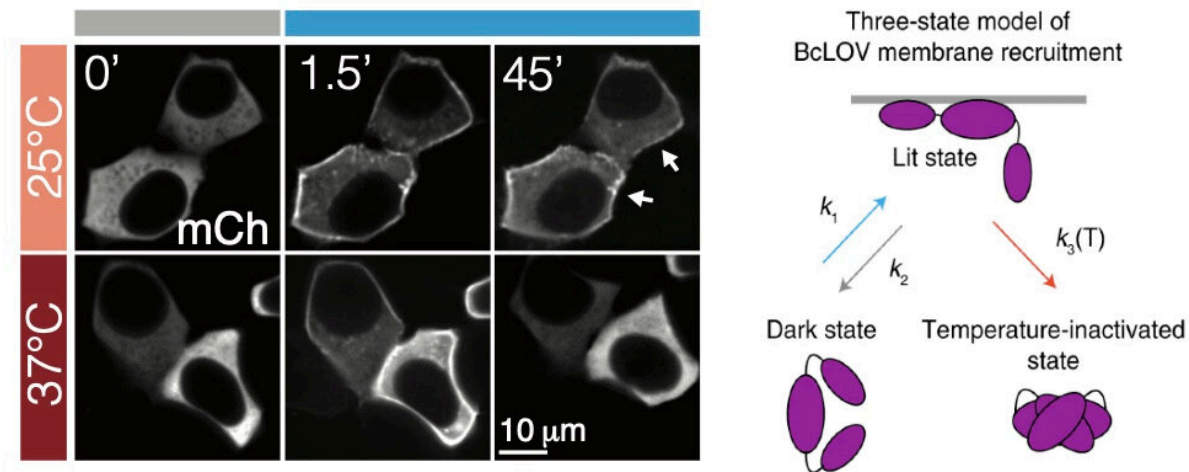 0’
1.5’
45’
25°C
mCh
37°C
10 μm
Three-state model of
BcLOV membrane recruitment
Lit state
k₁
k₂
k₃(T)
Dark state
Temperature-inactivated
state